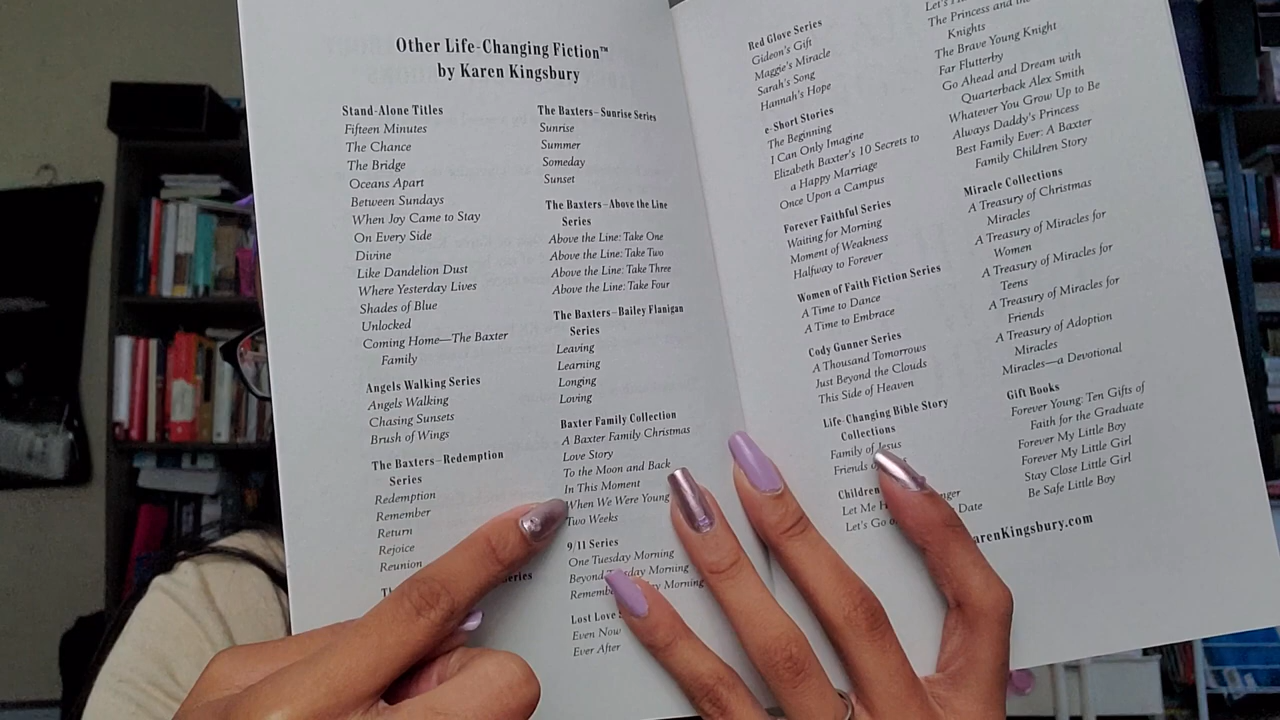 Other Life-Changing Fiction™
by Karen Kingsbury
Stand-Alone Titles
Fifteen Minutes
The Chance
The Bridge
Oceans Apart
Between Sundays
When Joy Came to Stay
On Every Side
Divine
Like Dandelion Dust
Where Yesterday Lives
Shades of Blue
Unlocked
Coming Home—The Baxter
Family
Angels Walking Series
Angels Walking
Chasing Sunsets
Brush of Wings
The Baxters–Redemption
Series
Redemption
Remember
Return
Rejoice
Reunion
The Baxters–Sunrise Series
Sunrise
Summer
Someday
Sunset
The Baxters–Above the Line
Series
Above the Line: Take One
Above the Line: Take Two
Above the Line: Take Three
Above the Line: Take Four
The Baxters–Bailey Flanigan
Series
Leaving
Learning
Longing
Loving
Baxter Family Collection
A Baxter Family Christmas
Love Story
To the Moon and Back
In This Moment
When We Were Young
Two Weeks
9/11 Series
One Tuesday Morning
Beyond Tuesday Morning
Morning
Lost Love
Even Now
Ever After
Red Glove Series
Gideon's Gift
Maggie's Miracle
Sarah's Song
Hannah's Hope
e-Short Stories
The Beginning
I Can Only Imagine
Elizabeth Baxter's 10 Secrets to
a Happy Marriage
Once Upon a Campus
Forever Faithful Series
Waiting for Morning
Moment of Weakness
Halfway to Forever
Women of Faith Fiction Series
A Time to Dance
A Time to Embrace
Cody Gunner Series
A Thousand Tomorrows
Just Beyond the Clouds
This Side of Heaven
Life-Changing Bible Story
Collections
Family of Jesus
Friends
Children
Let Me
Let's Go Date
The Princess and the
Knights
The Brave Young Knight
Far Flutterby
Go Ahead and Dream with
Quarterback Alex Smith
Whatever You Grow Up to Be
Always Daddy's Princess
Best Family Ever: A Baxter
Family Children Story
Miracle Collections
A Treasury of Christmas
Miracles
A Treasury of Miracles for
Women
A Treasury of Miracles for
Teens
A Treasury of Miracles for
Friends
A Treasury of Adoption
Miracles
Miracles—a Devotional
Gift Books
Forever Young: Ten Gifts of
Faith for the Graduate
Forever My Little Boy
Forever My Little Girl
Stay Close Little Girl
Be Safe Little Boy
arenKingsbury.com